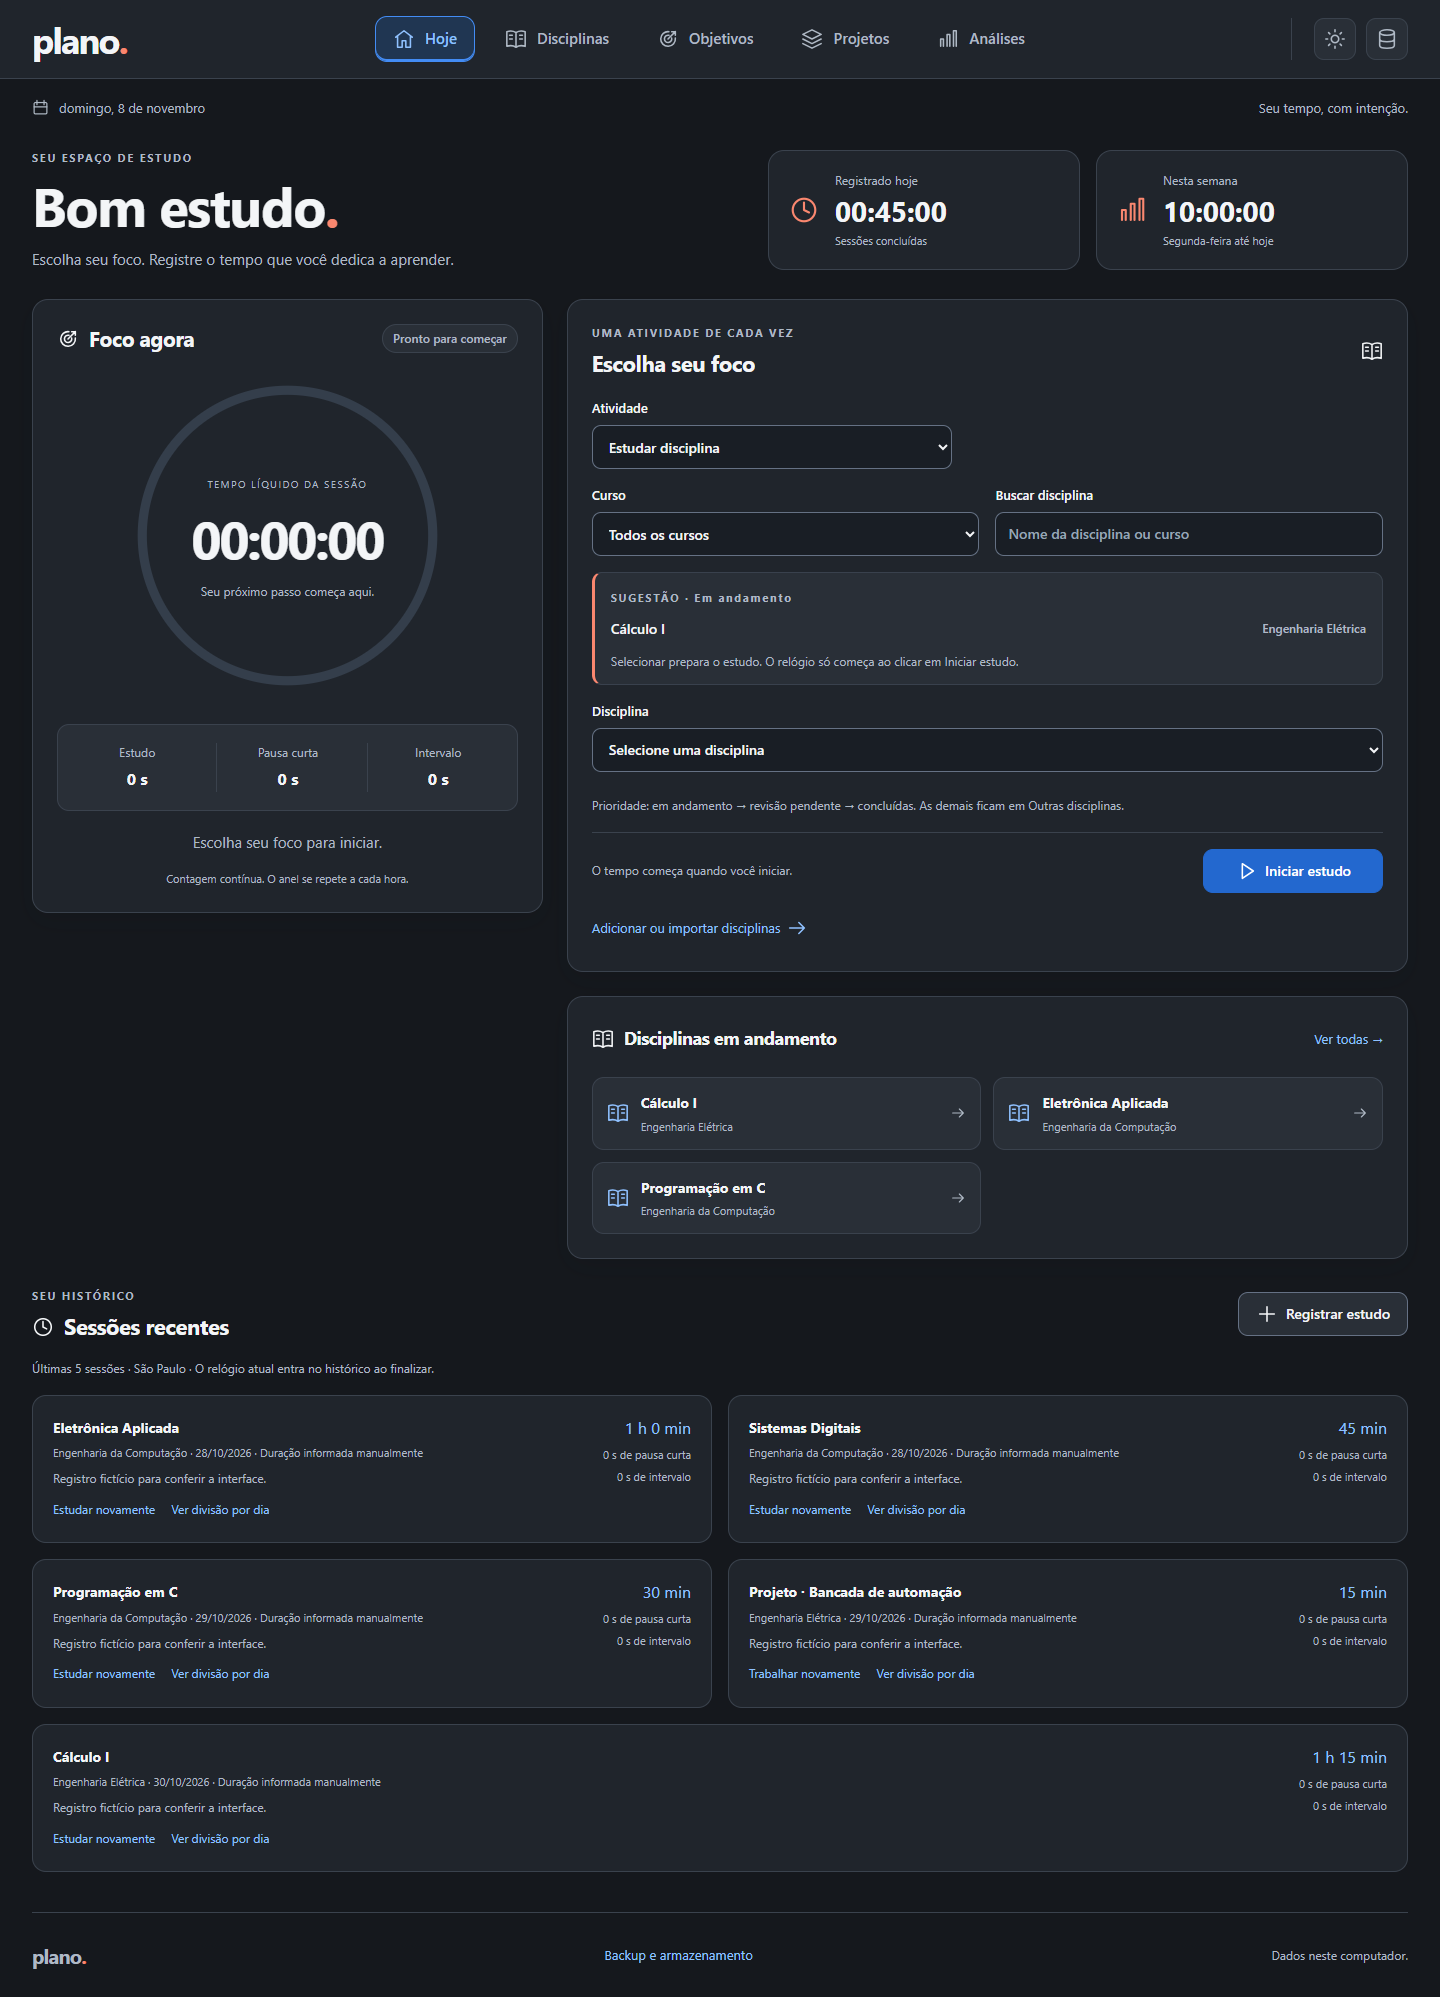 plano.
Hoje
Disciplinas
Objetivos
Projetos
Análises
domingo, 8 de novembro
Seu tempo, com intenção.
SEU ESPAÇO DE ESTUDO
Bom estudo.
Escolha seu foco. Registre o tempo que você dedica a aprender.
Registrado hoje
00:45:00
Sessões concluídas
Nesta semana
10:00:00
Segunda-feira até hoje
Foco agora
Pronto para começar
TEMPO LÍQUIDO DA SESSÃO
00:00:00
Seu próximo passo começa aqui.
Estudo
0 s
Pausa curta
0 s
Intervalo
0 s
Escolha seu foco para iniciar.
Contagem contínua. O anel se repete a cada hora.
UMA ATIVIDADE DE CADA VEZ
Escolha seu foco
Atividade
Estudar disciplina
Curso
Todos os cursos
Buscar disciplina
Nome da disciplina ou curso
SUGESTÃO · Em andamento
Cálculo I
Engenharia Elétrica
Selecionar prepara o estudo. O relógio só começa ao clicar em Iniciar estudo.
Disciplina
Selecione uma disciplina
Prioridade: em andamento → revisão pendente → concluídas. As demais ficam em Outras disciplinas.
O tempo começa quando você iniciar.
Iniciar estudo
Adicionar ou importar disciplinas →
Disciplinas em andamento
Ver todas →
Cálculo I
Engenharia Elétrica
→
Eletrônica Aplicada
Engenharia da Computação
→
Programação em C
Engenharia da Computação
→
SEU HISTÓRICO
Sessões recentes
Registrar estudo
Últimas 5 sessões · São Paulo · O relógio atual entra no histórico ao finalizar.
Eletrônica Aplicada
1 h 0 min
Engenharia da Computação · 28/10/2026 · Duração informada manualmente
0 s de pausa curta
Registro fictício para conferir a interface.
0 s de intervalo
Estudar novamente
Ver divisão por dia
Sistemas Digitais
45 min
Engenharia da Computação · 28/10/2026 · Duração informada manualmente
0 s de pausa curta
Registro fictício para conferir a interface.
0 s de intervalo
Estudar novamente
Ver divisão por dia
Programação em C
30 min
Engenharia da Computação · 29/10/2026 · Duração informada manualmente
0 s de pausa curta
Registro fictício para conferir a interface.
0 s de intervalo
Estudar novamente
Ver divisão por dia
Projeto · Bancada de automação
15 min
Engenharia Elétrica · 29/10/2026 · Duração informada manualmente
0 s de pausa curta
Registro fictício para conferir a interface.
0 s de intervalo
Trabalhar novamente
Ver divisão por dia
Cálculo I
1 h 15 min
Engenharia Elétrica · 30/10/2026 · Duração informada manualmente
0 s de pausa curta
Registro fictício para conferir a interface.
0 s de intervalo
Estudar novamente
Ver divisão por dia
plano.
Backup e armazenamento
Dados neste computador.